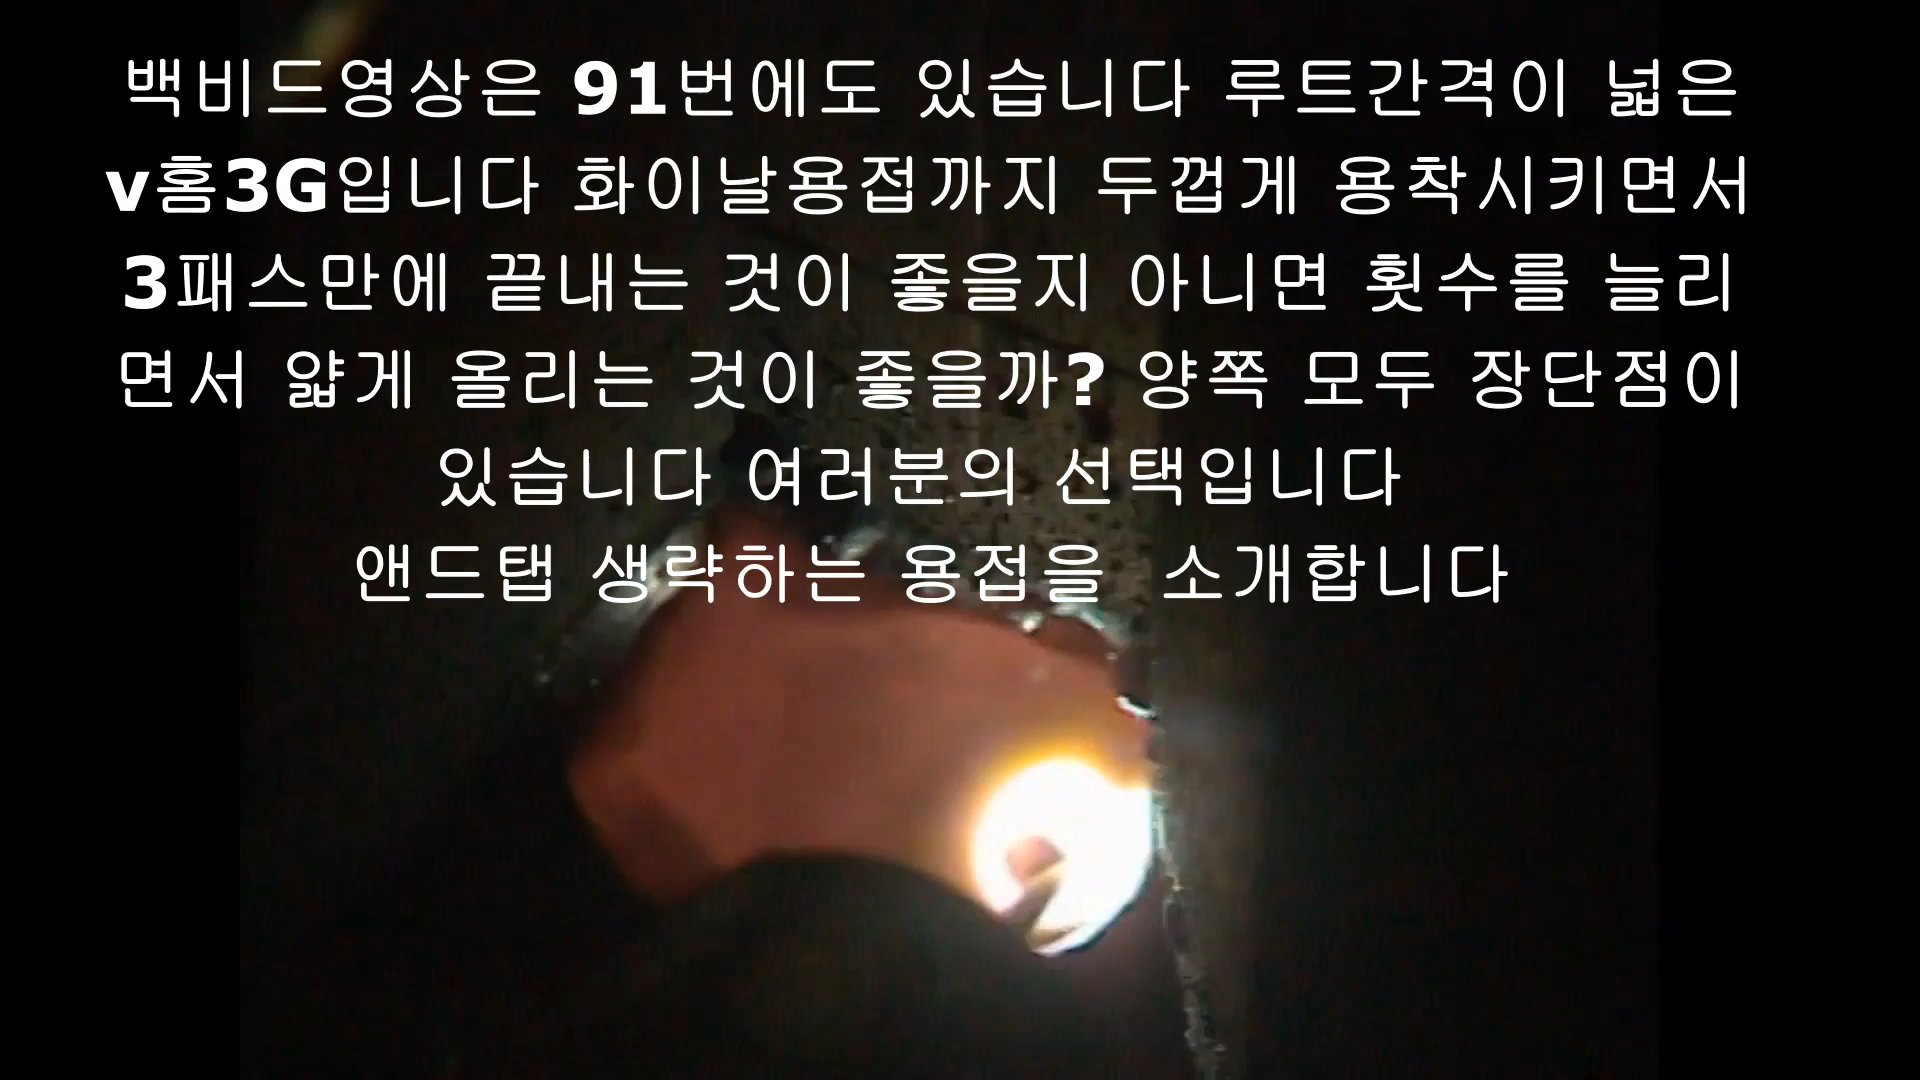 백비드영상은 91번에도 있습니다 루트간격이 넓은
v홈3G입니다 화이날용접까지 두껍게 용착시키면서
3패스만에 끝내는 것이 좋을지 아니면 횟수를 늘리
면서 얇게 올리는 것이 좋을까? 양쪽 모두 장단점이
있습니다 여러분의 선택입니다
앤드탭 생략하는 용접을 소개합니다